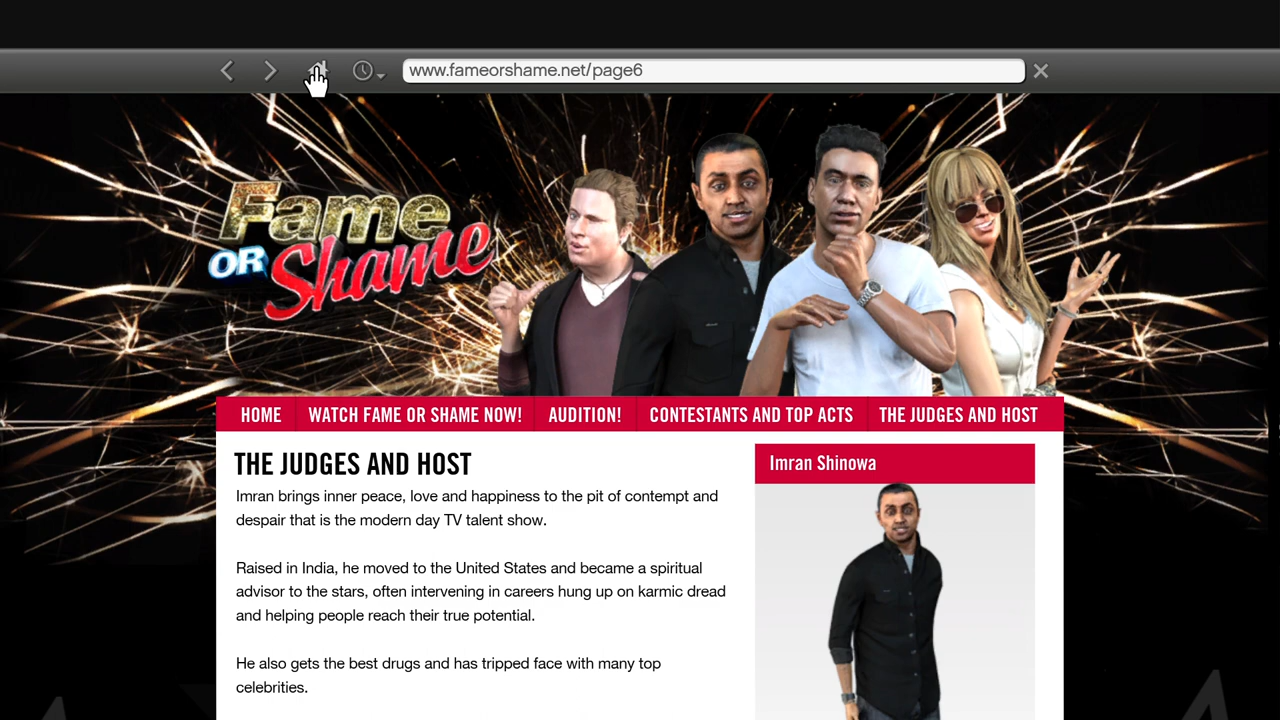 www.fameorshame.net/page6
Fame
OR Shame
HOME WATCH FAME OR SHAME NOW! AUDITION! CONTESTANTS AND TOP ACTS THE JUDGES AND HOST
THE JUDGES AND HOST
Imran brings inner peace, love and happiness to the pit of contempt and
despair that is the modern day TV talent show.
Raised in India, he moved to the United States and became a spiritual
advisor to the stars, often intervening in careers hung up on karmic dread
and helping people reach their true potential.
He also gets the best drugs and has tripped face with many top
celebrities.
Imran Shinowa